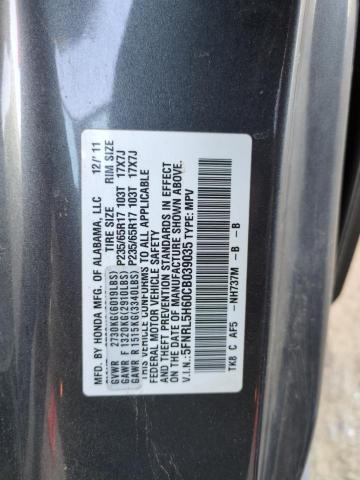 MFD. BY HONDA MFG. OF ALABAMA, LLC 12/ 11
TIRE SIZE RIM SIZE
GVWR 2730KG(6019LBS)
GAWR F 1320KG(2910LBS) P235/65R17 103T 17X7J
GAWR R 1515KG(3340LBS) P235/65R17 103T 17X7J
THIS VEHICLE CONFORMS TO ALL APPLICABLE
FEDERAL MOTOR VEHICLE SAFETY
AND THEFT PREVENTION STANDARDS IN EFFECT
ON THE DATE OF MANUFACTURE SHOWN ABOVE.
V.I.N.: 5FNRL5H60CB039035 TYPE: MPV
TK8 C AF5 - NH737M - B - B